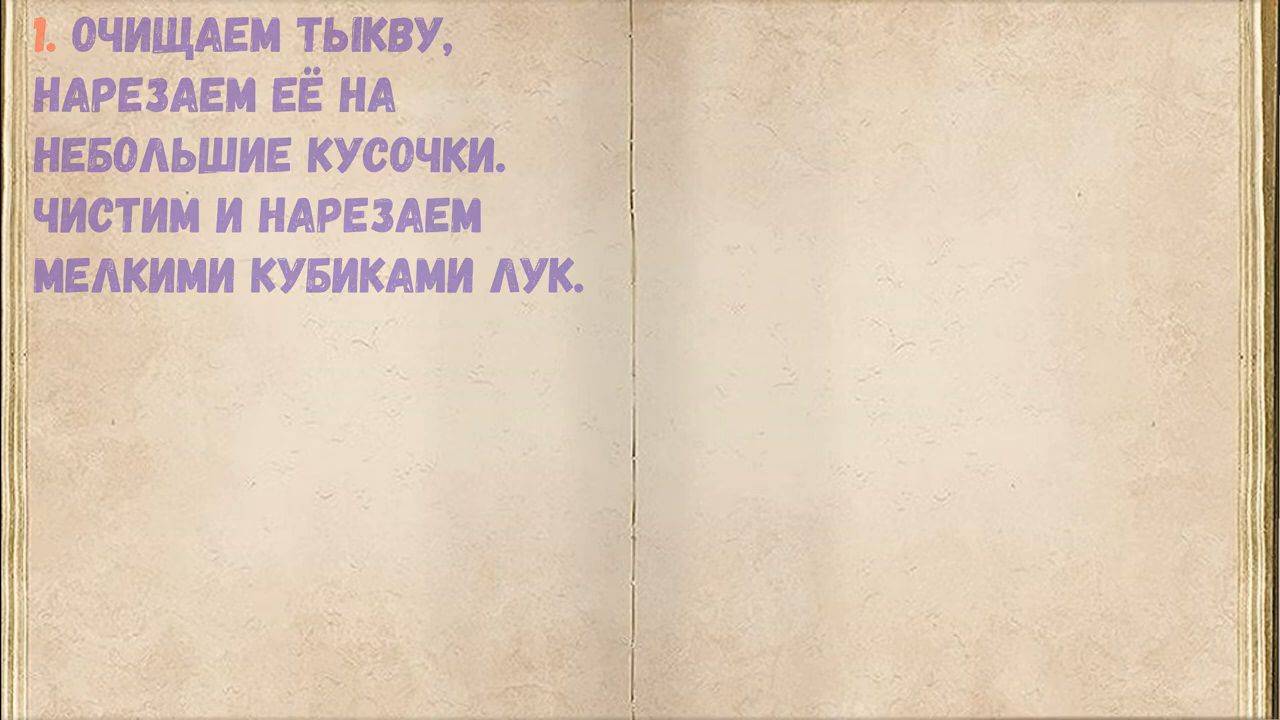 1. ОЧИЩАЕМ ТЫКВУ,
НАРЕЗАЕМ ЕЁ НА
НЕБОЛЬШИЕ КУСОЧКИ.
ЧИСТИМ И НАРЕЗАЕМ
МЕЛКИМИ КУБИКАМИ ЛУК.